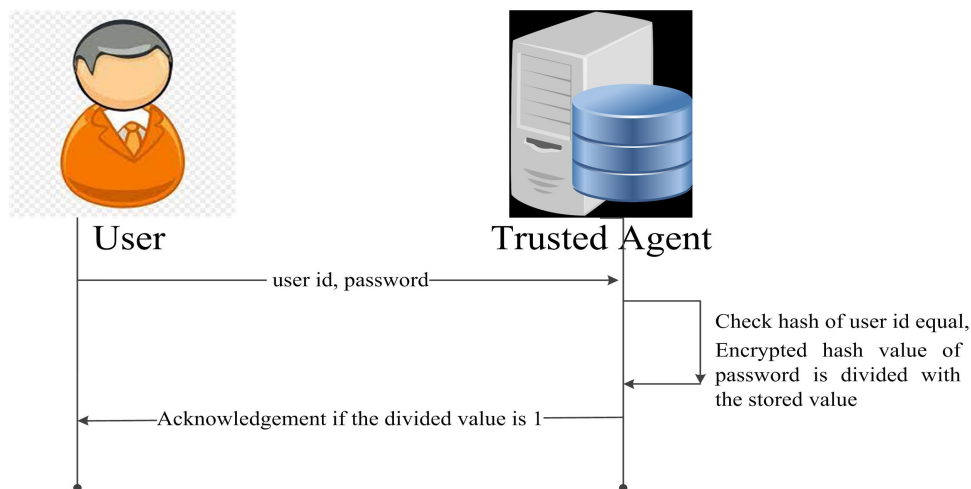 User
Trusted Agent
user id, password
Check hash of user id equal,
Encrypted hash value of
password is divided with
the stored value
Acknowledgement if the divided value is 1